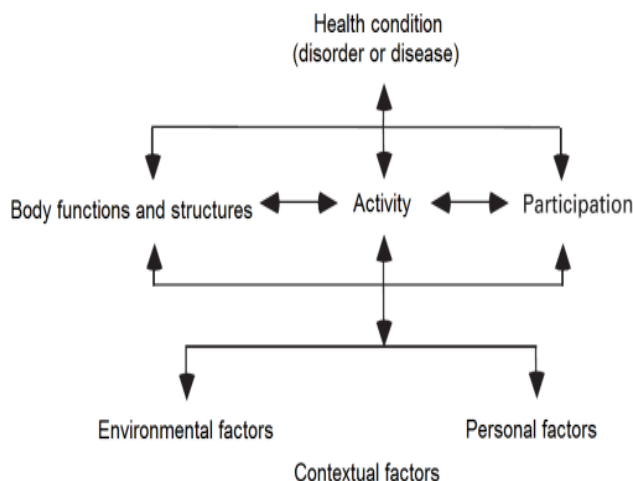 Health condition
(disorder or disease)
Body functions and structures
Activity
Participation
Environmental factors
Personal factors
Contextual factors